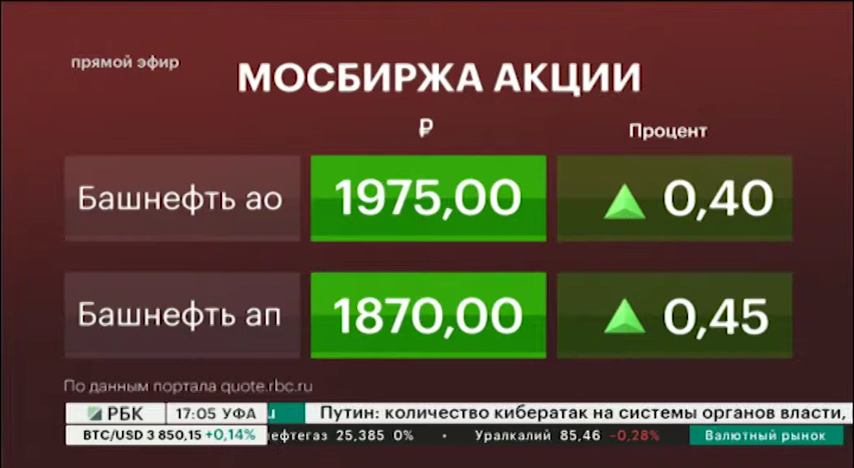 прямой эфир
МОСБИРЖА АКЦИИ
₽ Процент
Башнефть ао 1975,00 ▲ 0,40
Башнефть ап 1870,00 ▲ 0,45
По данным портала quote.rbc.ru
РБК 17:05 УФА u Путин: количество кибератак на системы органов власти,
BTC/USD 3 850,15 +0,14% ефтегаз 25,385 0% • Уралкалий 85,46 -0,28% Валютный рынок